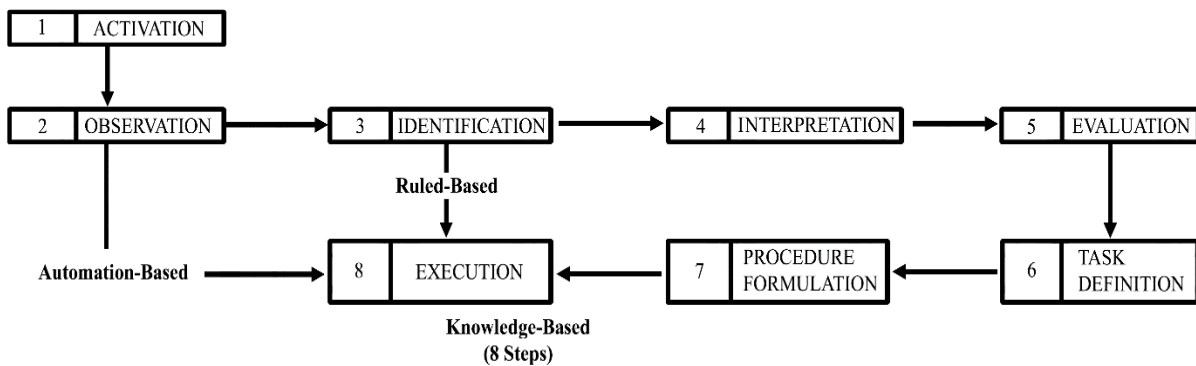 1 ACTIVATION
2 OBSERVATION
3 IDENTIFICATION
4 INTERPRETATION
5 EVALUATION
Ruled-Based
Automation-Based
8 EXECUTION
7 PROCEDURE
FORMULATION
6 TASK
DEFINITION
Knowledge-Based
(8 Steps)